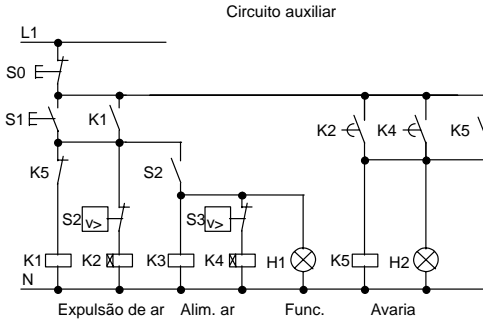 Circuito auxiliar
L1
S0
S1 K1 K2 K4 K5
K5 S2
S2 v> S3 v>
K1 K2 K3 K4 H1 K5 H2
N
Expulsão de ar Alim. ar Func. Avaria